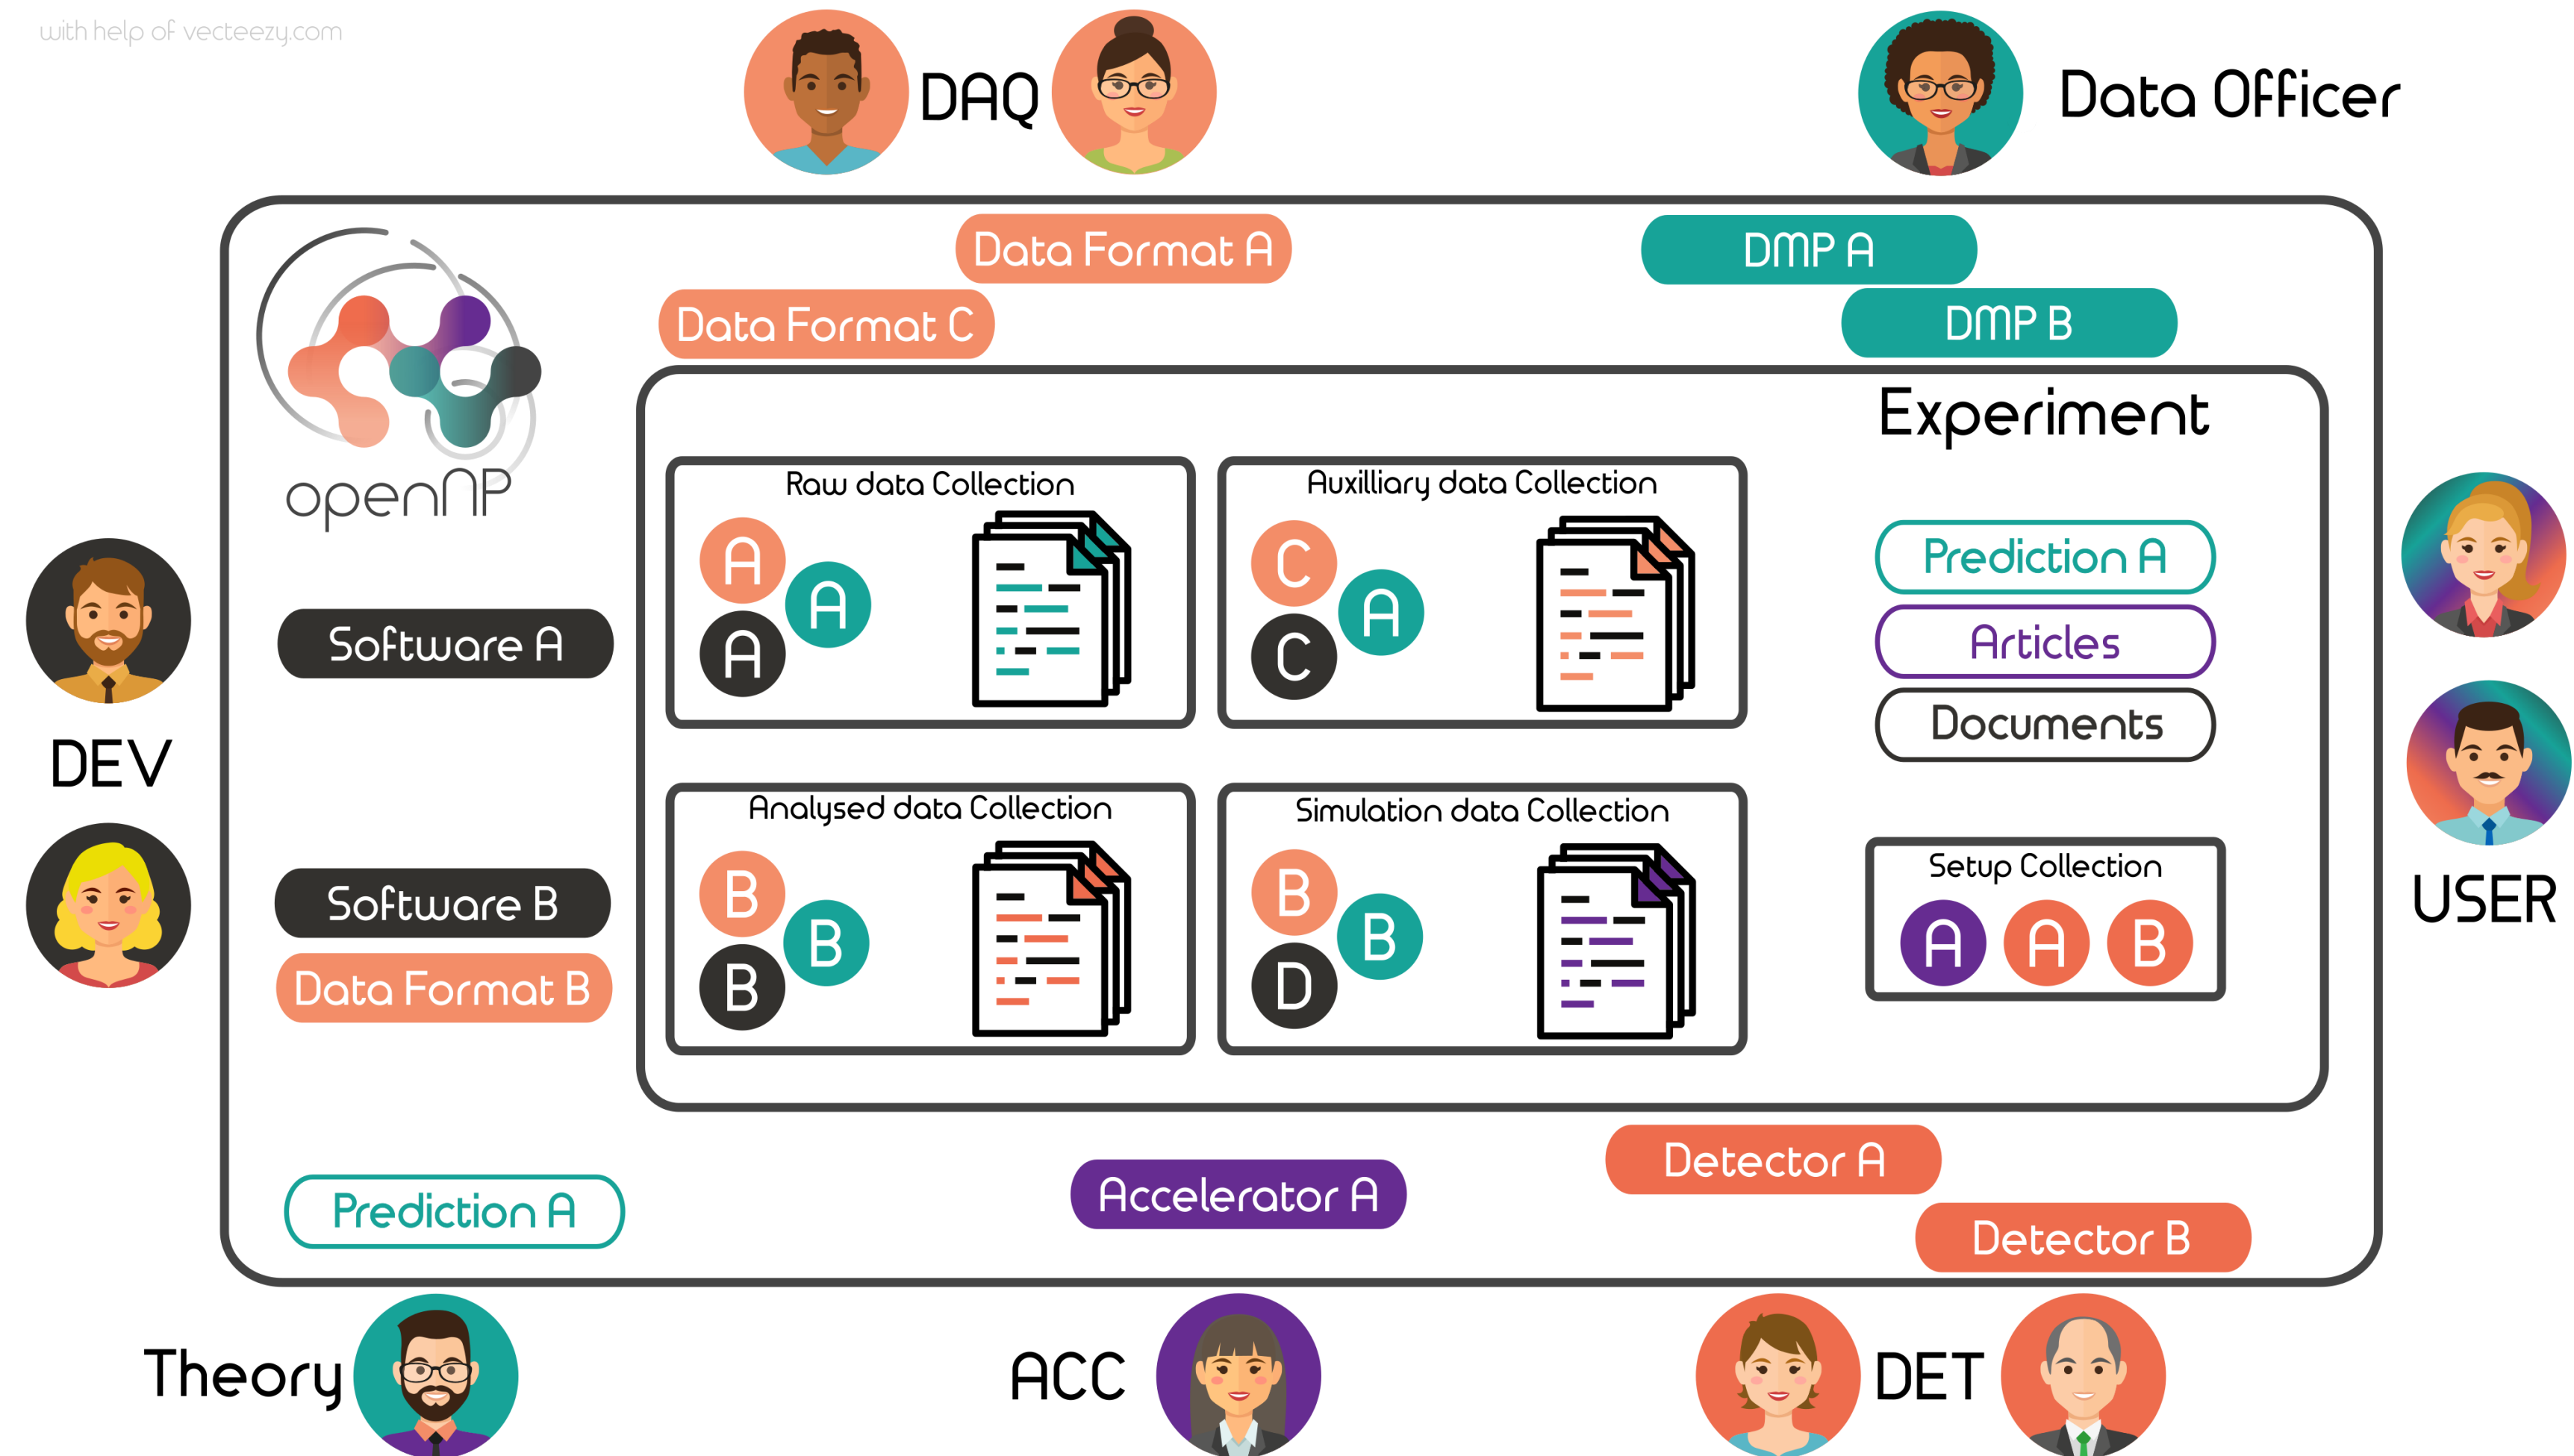 with help of vecteezy.com
DAQ
Data Officer
Data Format A
DMP A
Data Format C
DMP B
openNP
Experiment
Raw data Collection
A
A
A
Auxilliary data Collection
C
A
C
Prediction A
Articles
Documents
DEV
Software A
Software B
Data Format B
Analysed data Collection
B
B
B
Simulation data Collection
B
B
D
Setup Collection
A A B
USER
Prediction A
Accelerator A
Detector A
Detector B
Theory
ACC
DET